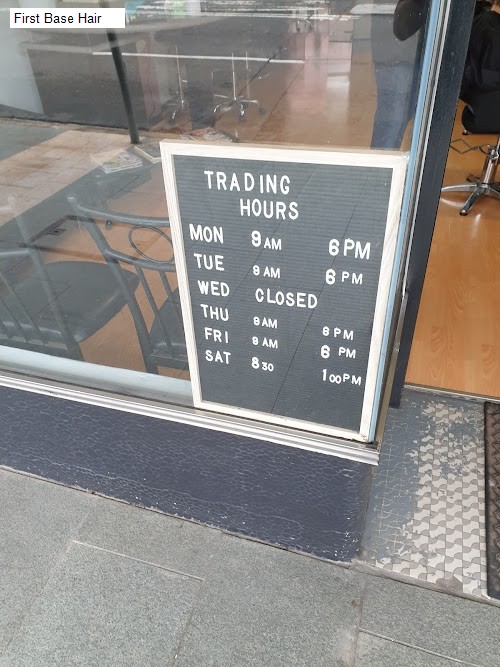 First Base Hair
TRADING
HOURS
MON 9AM 6PM
TUE 9AM 6PM
WED CLOSED
THU 9AM 8PM
FRI 9AM 6PM
SAT 830 100PM